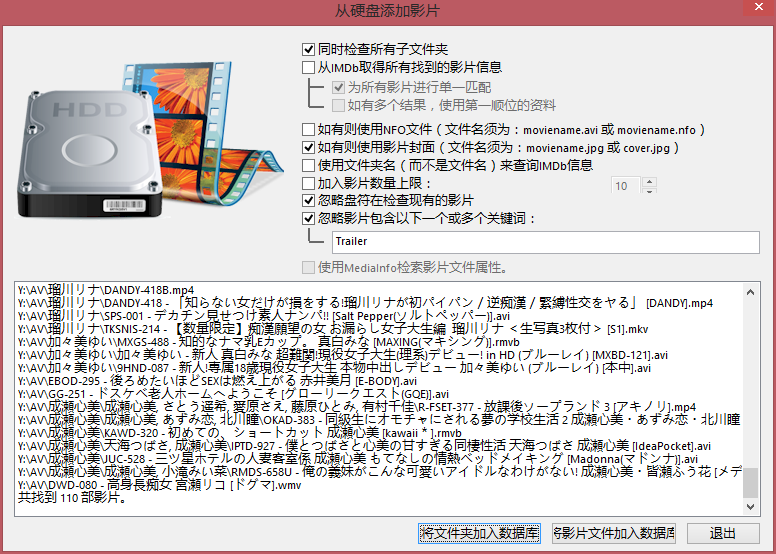 从硬盘添加影片
HDD
同时检查所有子文件夹
从IMDb取得所有找到的影片信息
为所有影片进行单一匹配
如有多个结果，使用第一顺位的资料
如有则使用NFO文件（文件名须为：moviename.avi 或 moviename.nfo ）
如有则使用影片封面（文件名须为：moviename.jpg 或 cover.jpg ）
使用文件夹名（而不是文件名）来查询IMDb信息
加入影片数量上限： 10
忽略盘符在检查现有的影片
忽略影片包含以下一个或多个关键词：
Trailer
使用MediaInfo检索影片文件属性。
Y:\AV\瑠川リナ\DANDY-418B.mp4
Y:\AV\瑠川リナ\DANDY-418 - 「知らない女だけが損をする!瑠川リナが初パイパン／逆痴漢／緊縛性交をヤる」 [DANDY].mp4
Y:\AV\瑠川リナ\SPS-001 - デカチン見せつけ素人ナンパ!! [Salt Pepper(ソルトペッパー)].avi
Y:\AV\瑠川リナ\TKSNIS-214 - 【数量限定】痴漢願望の女 お漏らし女子大生編 瑠川リナ ＜生写真3枚付＞ [S1].mkv
Y:\AV\加々美ゆい\MXGS-488 - 知的なナマ乳Eカップ。 真白みな [MAXING(マキシング)].rmvb
Y:\AV\加々美ゆい\加々美ゆい - 新人 真白みな 超難関!現役女子大生(理系)デビュー! in HD (ブルーレイ) [MXBD-121].avi
Y:\AV\加々美ゆい\9HND-087 - 新人!専属18歳現役女子大生 本物中出しデビュー 加々美ゆい (ブルーレイ) [本中].avi
Y:\AV\EBOD-295 - 後ろめたいほどSEXは燃え上がる 赤井美月 [E-BODY].avi
Y:\AV\GG-251 - ドスケベ老人ホームへようこそ [グローリークエスト(GQE)].avi
Y:\AV\成瀬心美\成瀬心美, さとう遥希, 愛原さえ, 藤原ひとみ, 有村千佳\R-FSET-377 - 放課後ソープランド 3 [アキノリ].mp4
Y:\AV\成瀬心美\成瀬心美, あずみ恋, 北川瞳\OKAD-383 - 同級生にオモチャにされる夢の学校生活 2 成瀬心美・あずみ恋・北川瞳
Y:\AV\成瀬心美\KAWD-320 - 初めての、ショートカット 成瀬心美 [kawaii＊].rmvb
Y:\AV\成瀬心美\天海つばさ, 成瀬心美\IPTD-927 - 僕とつばさと心美の甘すぎる同棲性活 天海つばさ 成瀬心美 [IdeaPocket].avi
Y:\AV\成瀬心美\JUC-528 - 三ツ星ホテルの人妻客室係 成瀬心美 もてなしの情熱ベッドメイキング [Madonna(マドンナ)].avi
Y:\AV\成瀬心美\成瀬心美, 小滝みい菜\RMDS-658U - 俺の義妹がこんな可愛いアイドルなわけがない! 成瀬心美・皆瀬ふう花 [メデ
Y:\AV\DWD-080 - 高身長痴女 宮瀬リコ [ドグマ].wmv
共找到 110 部影片。
将文件夹加入数据库
将影片文件加入数据库
退出